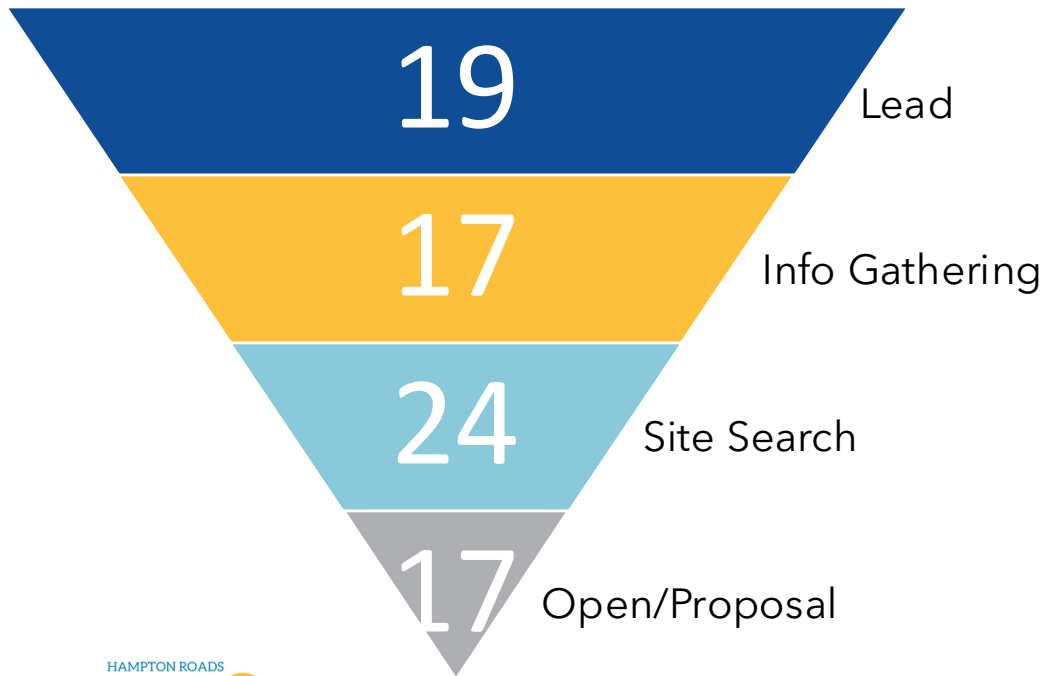 19
Lead
17
Info Gathering
24
Site Search
17
Open/Proposal
HAMPTON ROADS